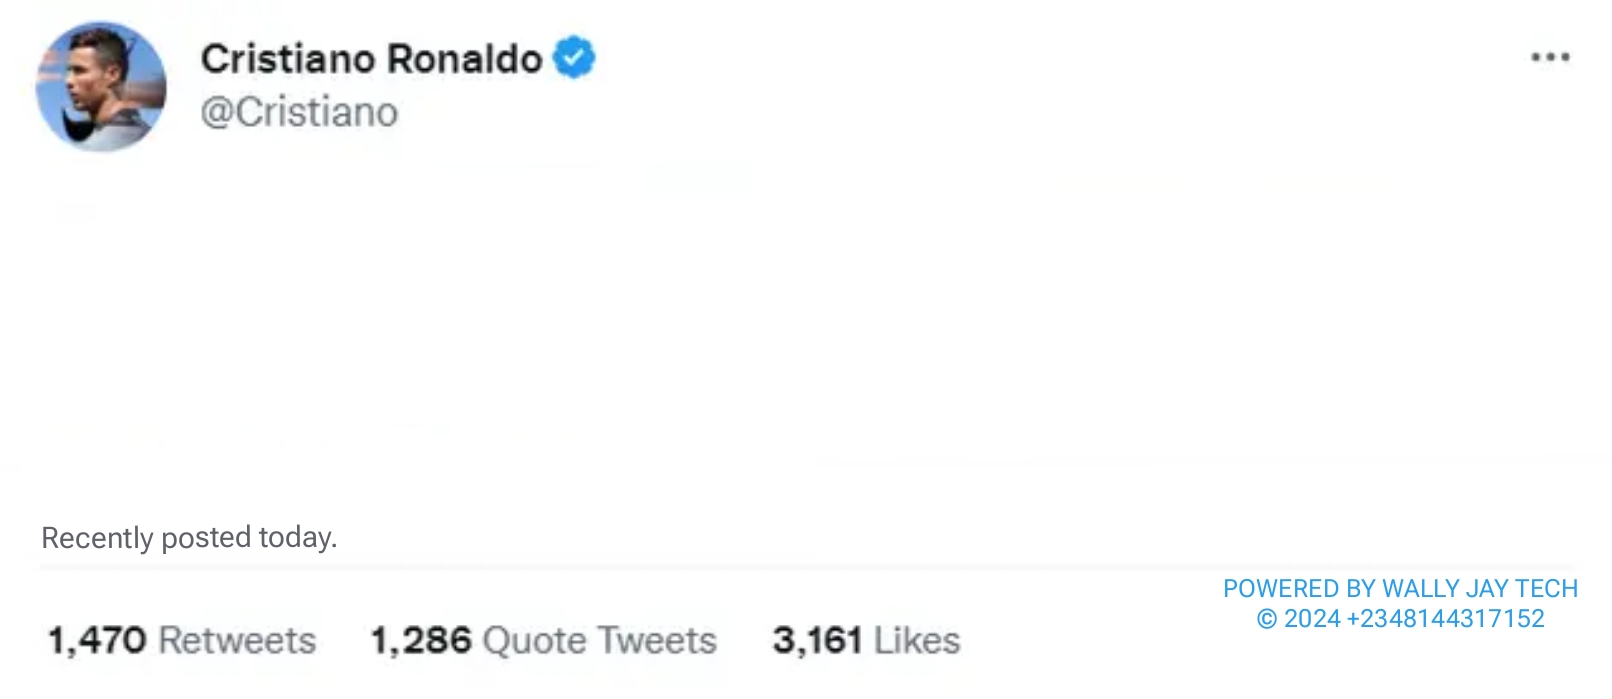 Cristiano Ronaldo
@Cristiano
Recently posted today.
POWERED BY WALLY JAY TECH
© 2024 +2348144317152
1,470 Retweets 1,286 Quote Tweets 3,161 Likes